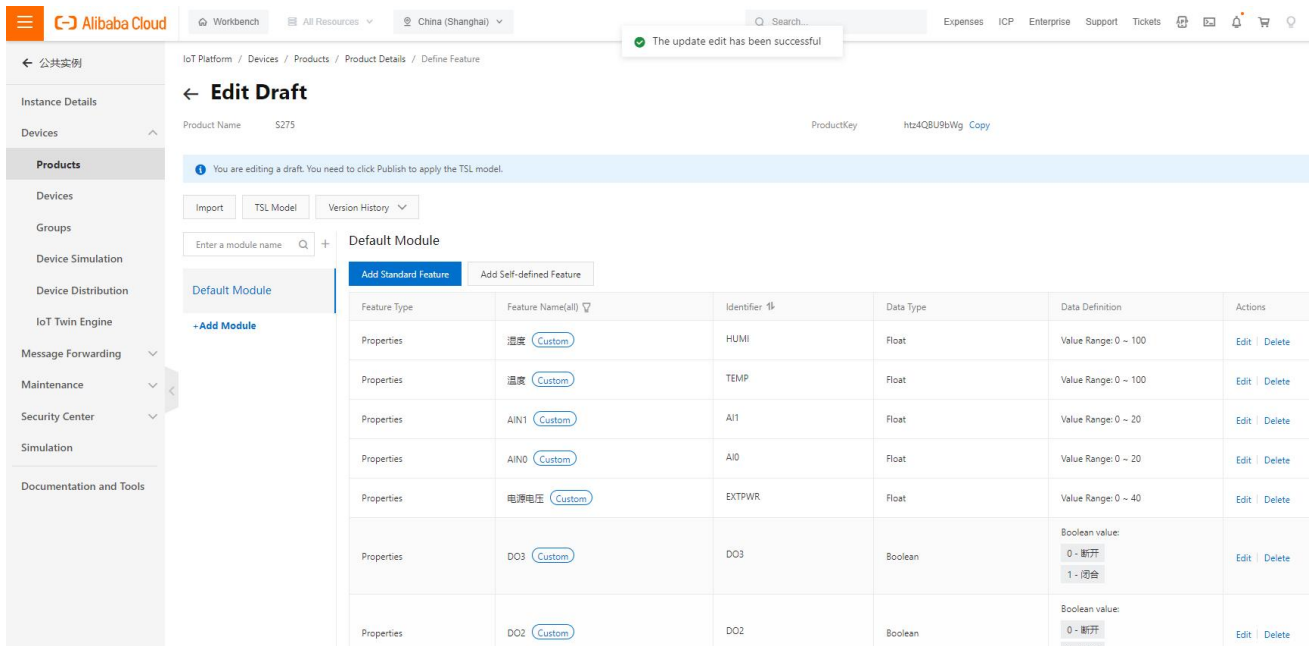 Alibaba Cloud Workbench All Resources China (Shanghai) Search... Expenses ICP Enterprise Support Tickets
The update edit has been successful
公共实例
Instance Details
Devices
Products
Devices
Groups
Device Simulation
Device Distribution
IoT Twin Engine
Message Forwarding
Maintenance
Security Center
Simulation
Documentation and Tools
IoT Platform / Devices / Products / Product Details / Define Feature
Edit Draft
Product Name S275 ProductKey htz4QBU9bWg Copy
You are editing a draft. You need to click Publish to apply the TSL model.
Import TSL Model Version History
Enter a module name
Default Module
+Add Module
Default Module
Add Standard Feature Add Self-defined Feature
Feature Type Feature Name(all) Identifier Data Type Data Definition Actions
Properties 湿度 Custom HUMI Float Value Range: 0 ~ 100 Edit Delete
Properties 温度 Custom TEMP Float Value Range: 0 ~ 100 Edit Delete
Properties AIN1 Custom AI1 Float Value Range: 0 ~ 20 Edit Delete
Properties AIN0 Custom AI0 Float Value Range: 0 ~ 20 Edit Delete
Properties 电源电压 Custom EXTPWR Float Value Range: 0 ~ 40 Edit Delete
Boolean value:
0 - 断开
Properties DO3 Custom DO3 Boolean Edit Delete
1 - 闭合
Boolean value:
0 - 断开
Properties DO2 Custom DO2 Boolean Edit Delete